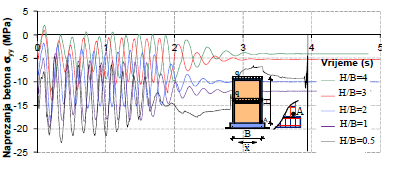 Naprezanja betona σyy (MPa)
5
0
-5
-10
-15
-20
-25
0
1
2
3
4
5
Vrijeme (s)
H/B=4
H/B=3
H/B=2
H/B=1
H/B=0.5
A
B
x